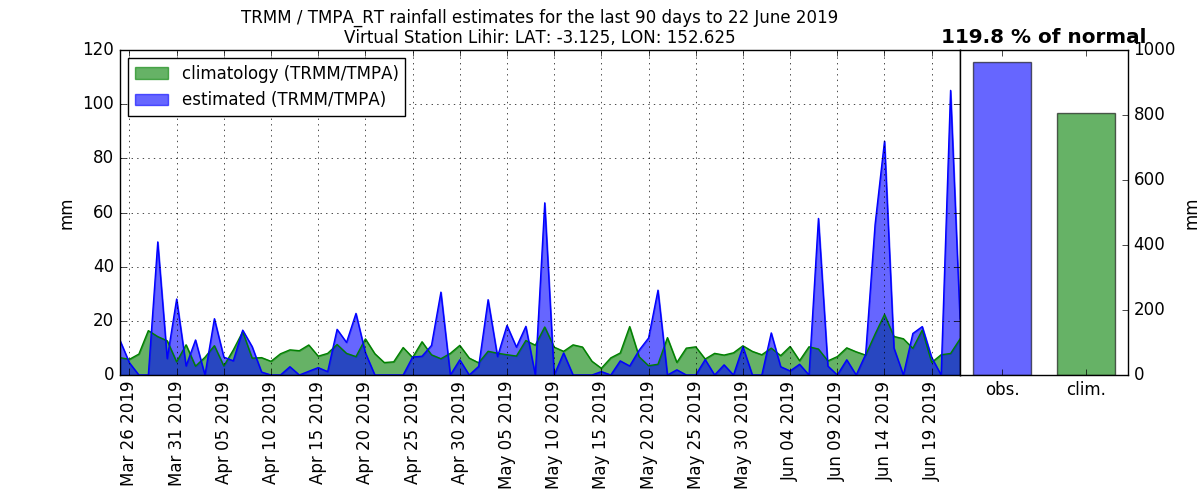 TRMM / TMPA_RT rainfall estimates for the last 90 days to 22 June 2019
Virtual Station Lihir: LAT: -3.125, LON: 152.625
119.8 % of normal
climatology (TRMM/TMPA)
estimated (TRMM/TMPA)
120
100
80
60
40
20
0
mm
Mar 26 2019
Mar 31 2019
Apr 05 2019
Apr 10 2019
Apr 15 2019
Apr 20 2019
Apr 25 2019
Apr 30 2019
May 05 2019
May 10 2019
May 15 2019
May 20 2019
May 25 2019
May 30 2019
Jun 04 2019
Jun 09 2019
Jun 14 2019
Jun 19 2019
obs.
clim.
1000
800
600
400
200
0
mm